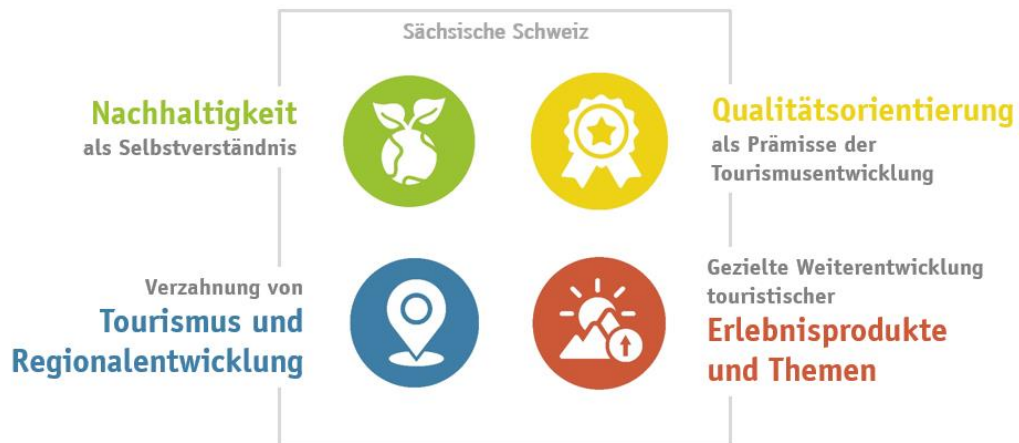 Sächsische Schweiz
Nachhaltigkeit
als Selbstverständnis
Qualitätsorientierung
als Prämisse der
Tourismusentwicklung
Verzahnung von
Tourismus und
Regionalentwicklung
Gezielte Weiterentwicklung
touristischer
Erlebnisprodukte
und Themen